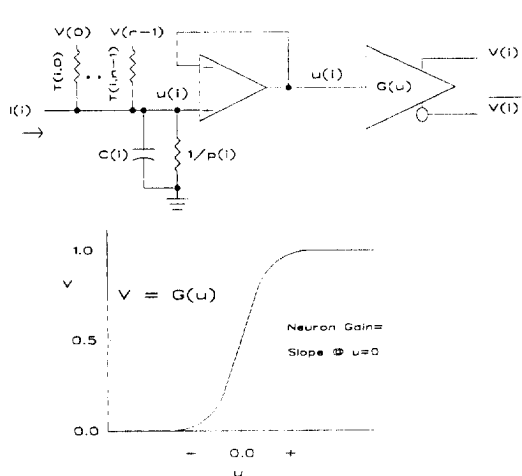 V(0) V(n-1) V(i)
T(i,0) T(i,n-1) u(i) u(i) G(u)
I(i) V(i)
C(i) 1/p(i)
1.0
V V = G(u)
0.5 Neuron Gain=
Slope @ u=0
0.0
- 0.0 +
u